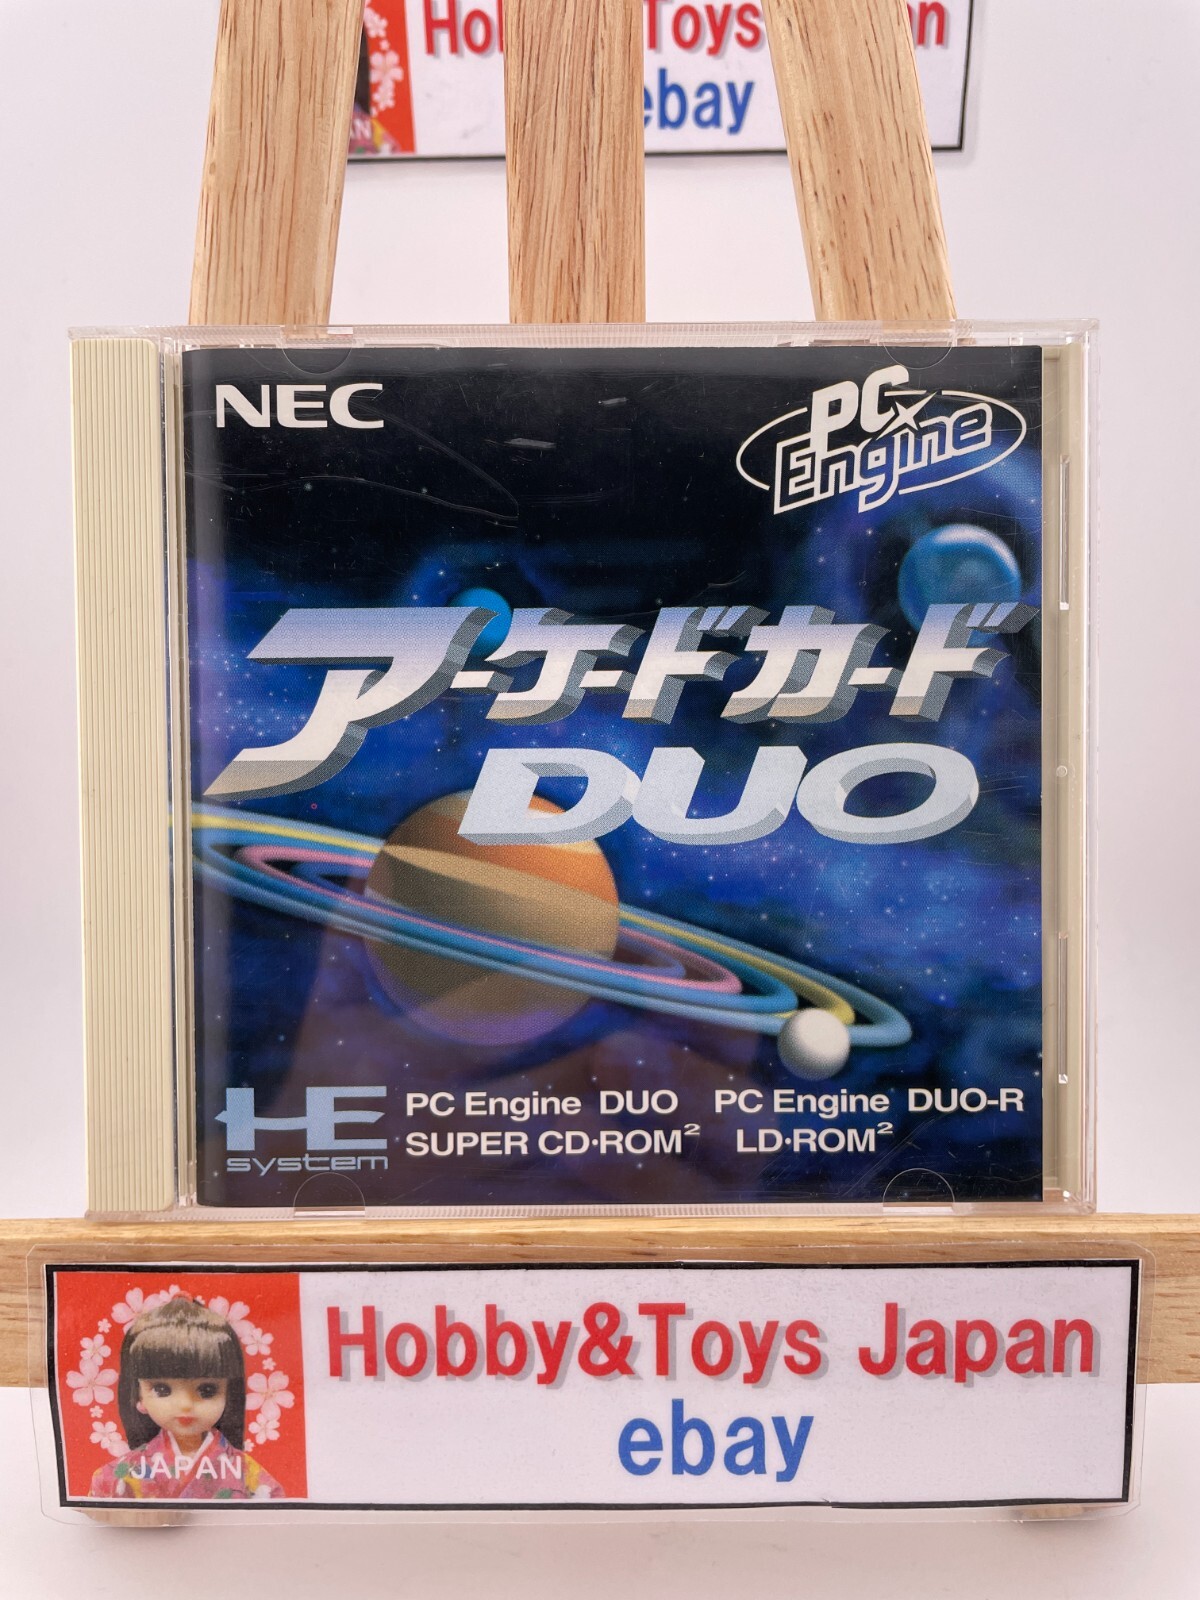 Hobby&Toys Japan
ebay
NEC
PC Engine
アーケードカード
DUO
HE system
PC Engine DUO PC Engine DUO-R
SUPER CD・ROM² LD・ROM²
JAPAN
Hobby&Toys Japan
ebay